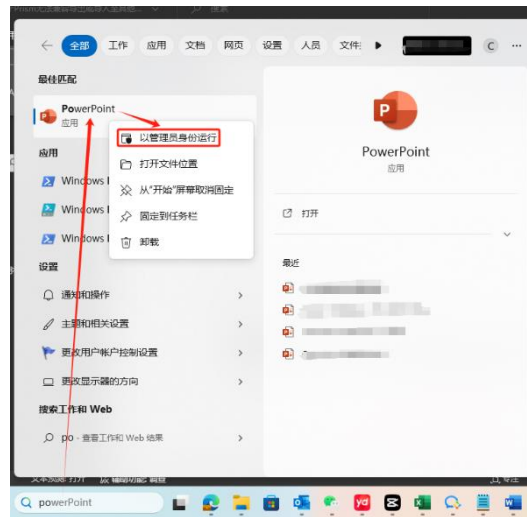 搜索
全部 工作 应用 文档 网页 设置 人员 文件 C ...
最佳匹配
PowerPoint
应用
以管理员身份运行
打开文件位置
从"开始"屏幕取消固定
固定到任务栏
卸载
应用
Windows
Windows
Windows
设置
通知和操作
主题和相关设置
更改用户帐户控制设置
更改显示器的方向
搜索工作和 Web
po - 查看工作和 Web 结果
PowerPoint
应用
打开
最近
powerPoint